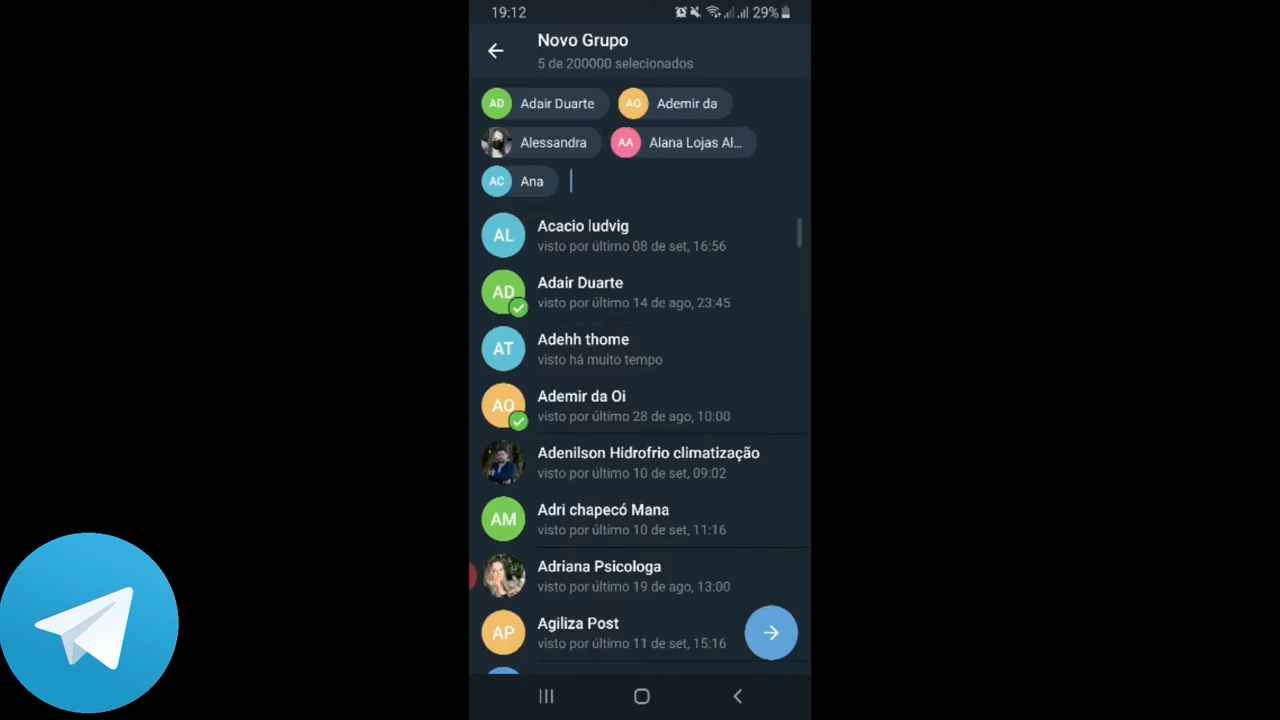 19:12 29%
Novo Grupo
5 de 200000 selecionados
AD Adair Duarte AO Ademir da
Alessandra AA Alana Lojas Al...
AC Ana
AL Acacio ludvig
visto por último 08 de set, 16:56
AD Adair Duarte
visto por último 14 de ago, 23:45
AT Adehh thome
visto há muito tempo
AO Ademir da Oi
visto por último 28 de ago, 10:00
Adenilson Hidrofrio climatização
visto por último 10 de set, 09:02
AM Adri chapecó Mana
visto por último 10 de set, 11:16
Adriana Psicologa
visto por último 19 de ago, 13:00
AP Agiliza Post
visto por último 11 de set, 15:16